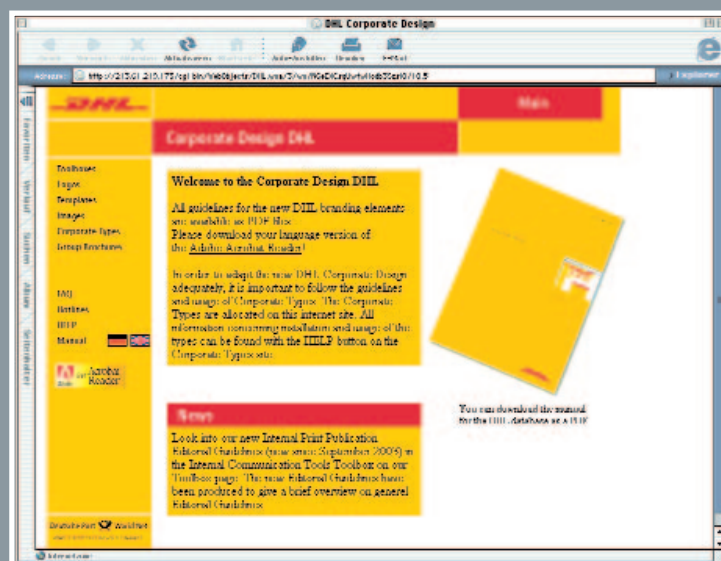 DHL Corporate Design
Favoriten
Verlauf
Suchen
DHL
Main
Corporate Design DHL
Toolboxes
Logos
Templates
Images
Corporate Types
Group Brochures
FAQ
Hotlines
HELP
Manual
Acrobat
Reader
Welcome to the Corporate Design DHL
All guidelines for the new DHL branding elements
are available as PDF files.
Please download your language version of
the Adobe Acrobat Reader!
In order to adapt the new DHL Corporate Design
adequately, it is important to follow the guidelines
and usage of Corporate Types. The Corporate
Types are allocated on this internet site. All
information concerning installation and usage of the
types can be found with the HELP button on the
Corporate Types site.
You can download the manual
for the DHL database as a PDF
News
Look into our new Internal Print Publication
Editorial Guidelines (new since September 2003) in
the Internal Communication Tools Toolbox on our
Toolbox page. The new Editorial Guidelines have
been produced to give a brief overview on general
Editorial Guidelines
Deutsche Post World Net